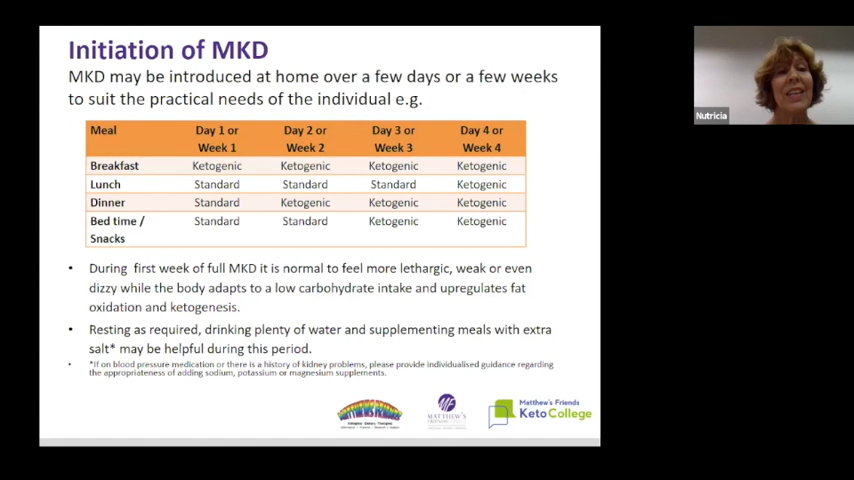 Initiation of MKD
MKD may be introduced at home over a few days or a few weeks
to suit the practical needs of the individual e.g.
Meal Day 1 or Week 1 Day 2 or Week 2 Day 3 or Week 3 Day 4 or Week 4
Breakfast Ketogenic Ketogenic Ketogenic Ketogenic
Lunch Standard Standard Standard Ketogenic
Dinner Standard Ketogenic Ketogenic Ketogenic
Bed time / Snacks Standard Standard Ketogenic Ketogenic
• During first week of full MKD it is normal to feel more lethargic, weak or even
dizzy while the body adapts to a low carbohydrate intake and upregulates fat
oxidation and ketogenesis.
• Resting as required, drinking plenty of water and supplementing meals with extra
salt* may be helpful during this period.
• *If on blood pressure medication or there is a history of kidney problems, please provide individualised guidance regarding
the appropriateness of adding sodium, potassium or magnesium supplements.
MATTHEW'S FRIENDS
MF
MATTHEW'S
Matthew's Friends
KetoCollege
Nutricia